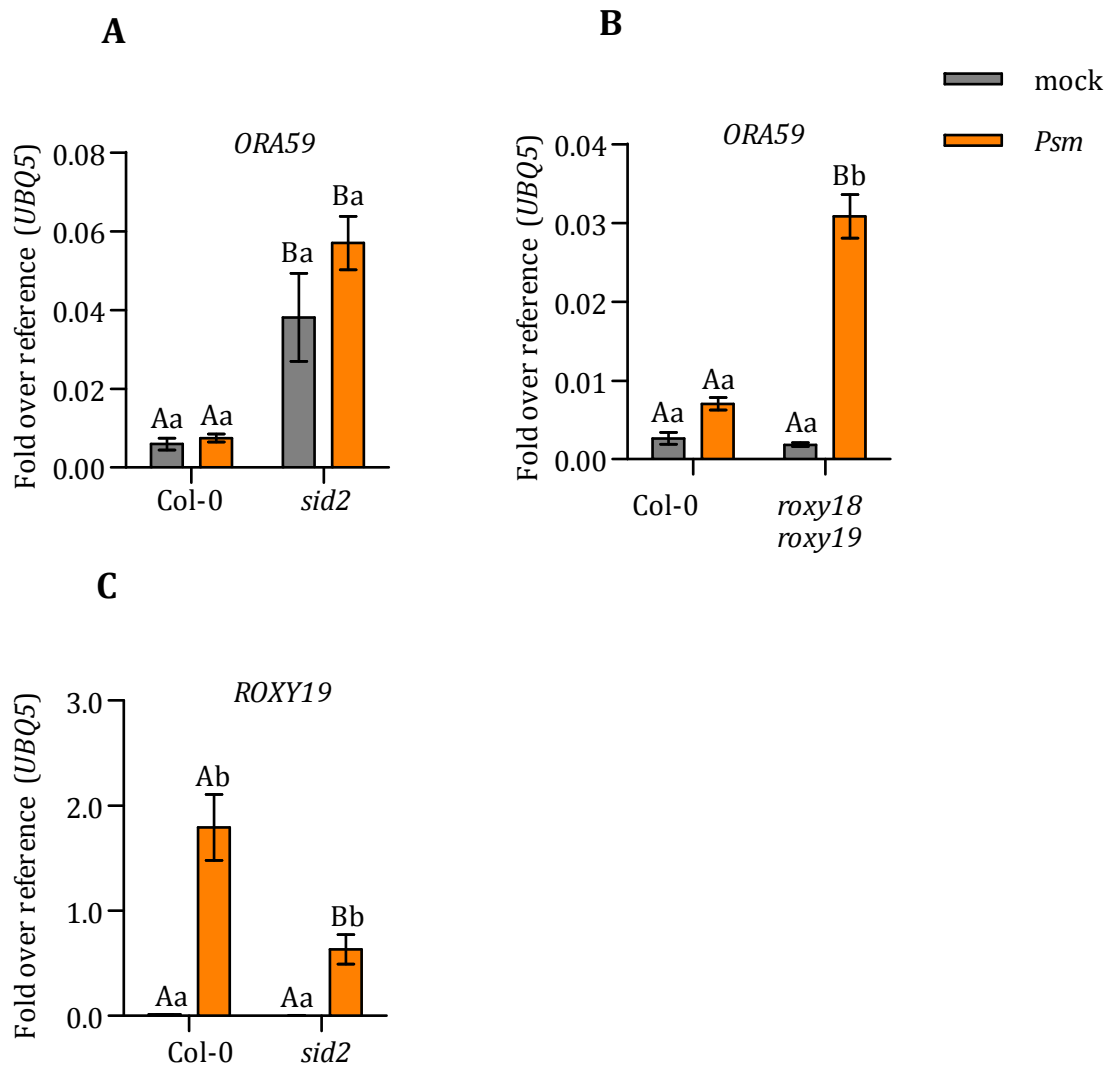 A
B
mock
Psm
ORA59
Fold over reference (UBQ5)
0.08
0.06
0.04
0.02
0.00
Aa
Aa
Ba
Ba
Col-0
sid2
ORA59
Fold over reference (UBQ5)
0.04
0.03
0.02
0.01
0.00
Aa
Aa
Aa
Bb
Col-0
roxy18
roxy19
C
ROXY19
Fold over reference (UBQ5)
3.0
2.0
1.0
0.0
Aa
Ab
Aa
Bb
Col-0
sid2